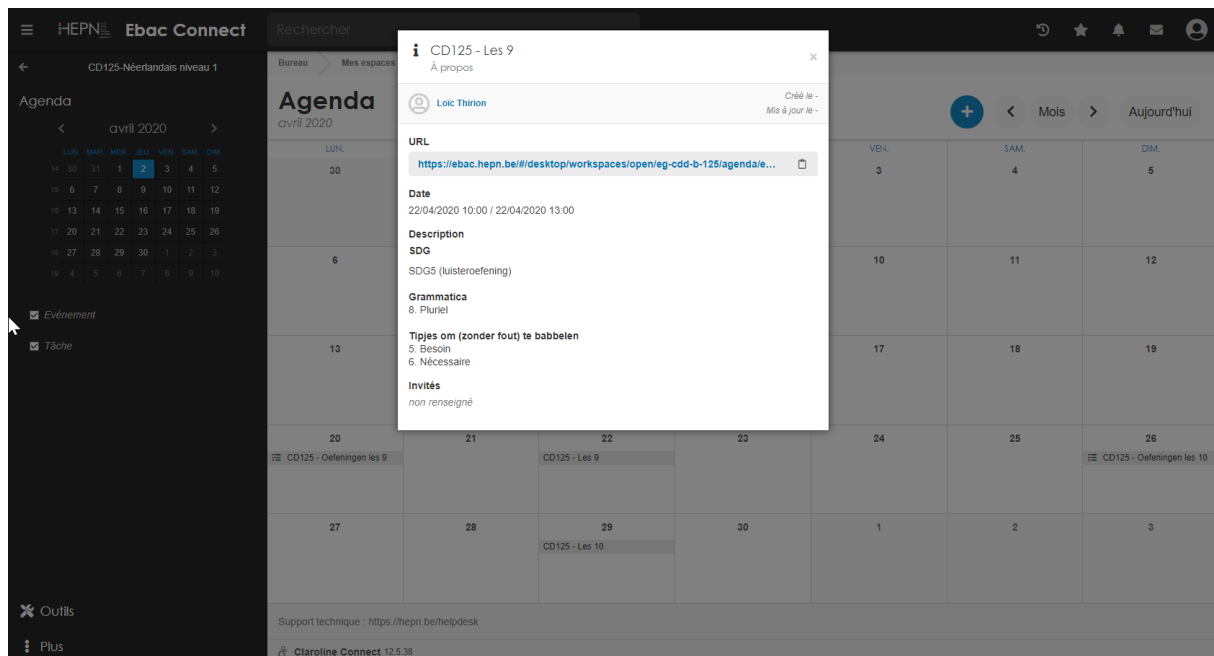 HEPN Ebac Connect
Rechercher
CD125-Néerlandais niveau 1
Agenda
avril 2020
LUN. MAR. MER. JEU. VEN. SAM. DIM.
14 30 31 1 2 3 4 5
15 6 7 8 9 10 11 12
16 13 14 15 16 17 18 19
17 20 21 22 23 24 25 26
18 27 28 29 30 1 2 3
19 4 5 6 7 8 9 10
Evénement
Tâche
Outils
Plus
Bureau Mes espaces
Agenda
avril 2020
Mois Aujourd'hui
LUN. VEN. SAM. DIM.
30 3 4 5
6 10 11 12
13 17 18 19
20 21 22 23 24 25 26
CD125 - Oefeningen les 9 CD125 - Les 9 CD125 - Oefeningen les 10
27 28 29 30 1 2 3
CD125 - Les 10
Support technique : https://hepn.be/helpdesk
Claroline Connect 12.5.38
CD125 - Les 9
À propos
×
Loïc Thirion
Créé le -
Mis à jour le -
URL
https://ebac.hepn.be/#/desktop/workspaces/open/eg-cdd-b-125/agenda/e...
Date
22/04/2020 10:00 / 22/04/2020 13:00
Description
SDG
SDG5 (luisteroefening)
Grammatica
8. Pluriel
Tipjes om (zonder fout) te babbelen
5. Besoin
6. Nécessaire
Invités
non renseigné